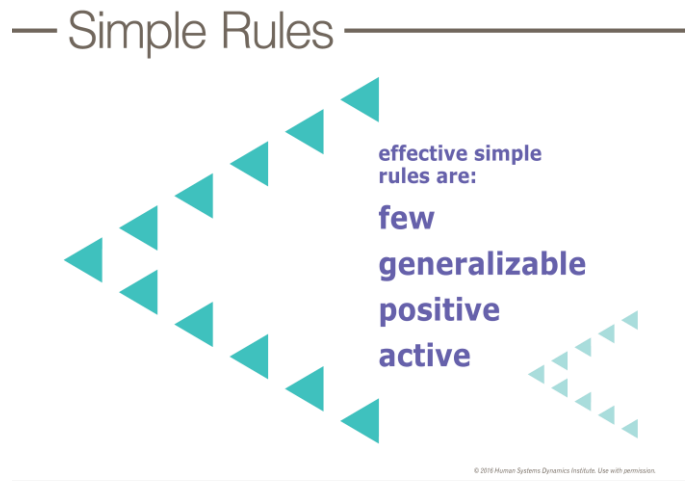 Simple Rules
effective simple
rules are:
few
generalizable
positive
active
© 2016 Human Systems Dynamics Institute. Use with permission.